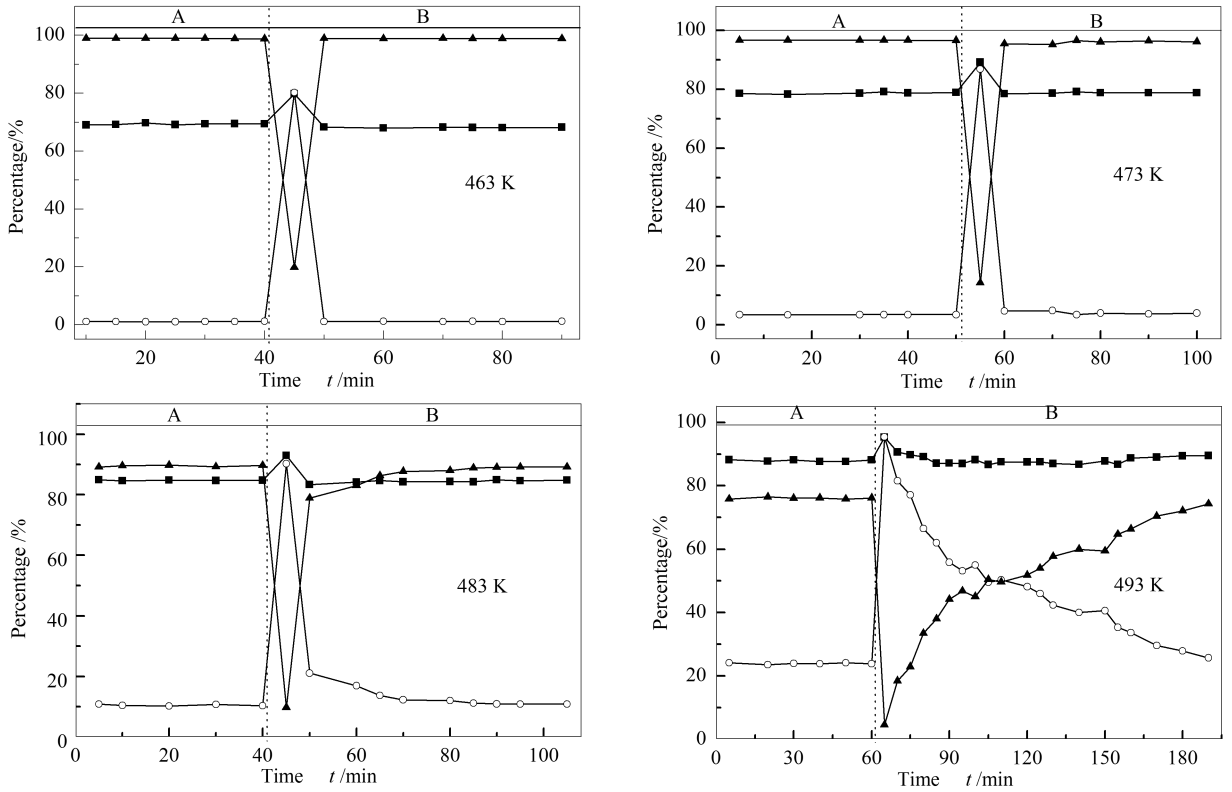 A B
100
80
60
40
20
0
Percentage/%
463 K
20 40 60 80
Time t /min
A B
100
80
60
40
20
0
Percentage /%
473 K
0 20 40 60 80 100
Time t /min
A B
100
80
60
40
20
0
Percentage /%
483 K
0 20 40 60 80 100
Time t /min
A B
100
80
60
40
20
0
Percentage/%
493 K
0 30 60 90 120 150 180
Time t /min